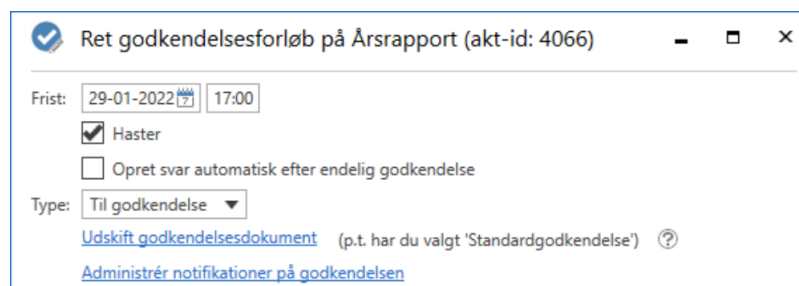 Ret godkendelsesforløb på Årsrapport (akt-id: 4066)
Frist: 29-01-2022 17:00
Haster
Opret svar automatisk efter endelig godkendelse
Type: Til godkendelse
Udskift godkendelsesdokument (p.t. har du valgt 'Standardgodkendelse') ?
Administrér notifikationer på godkendelsen